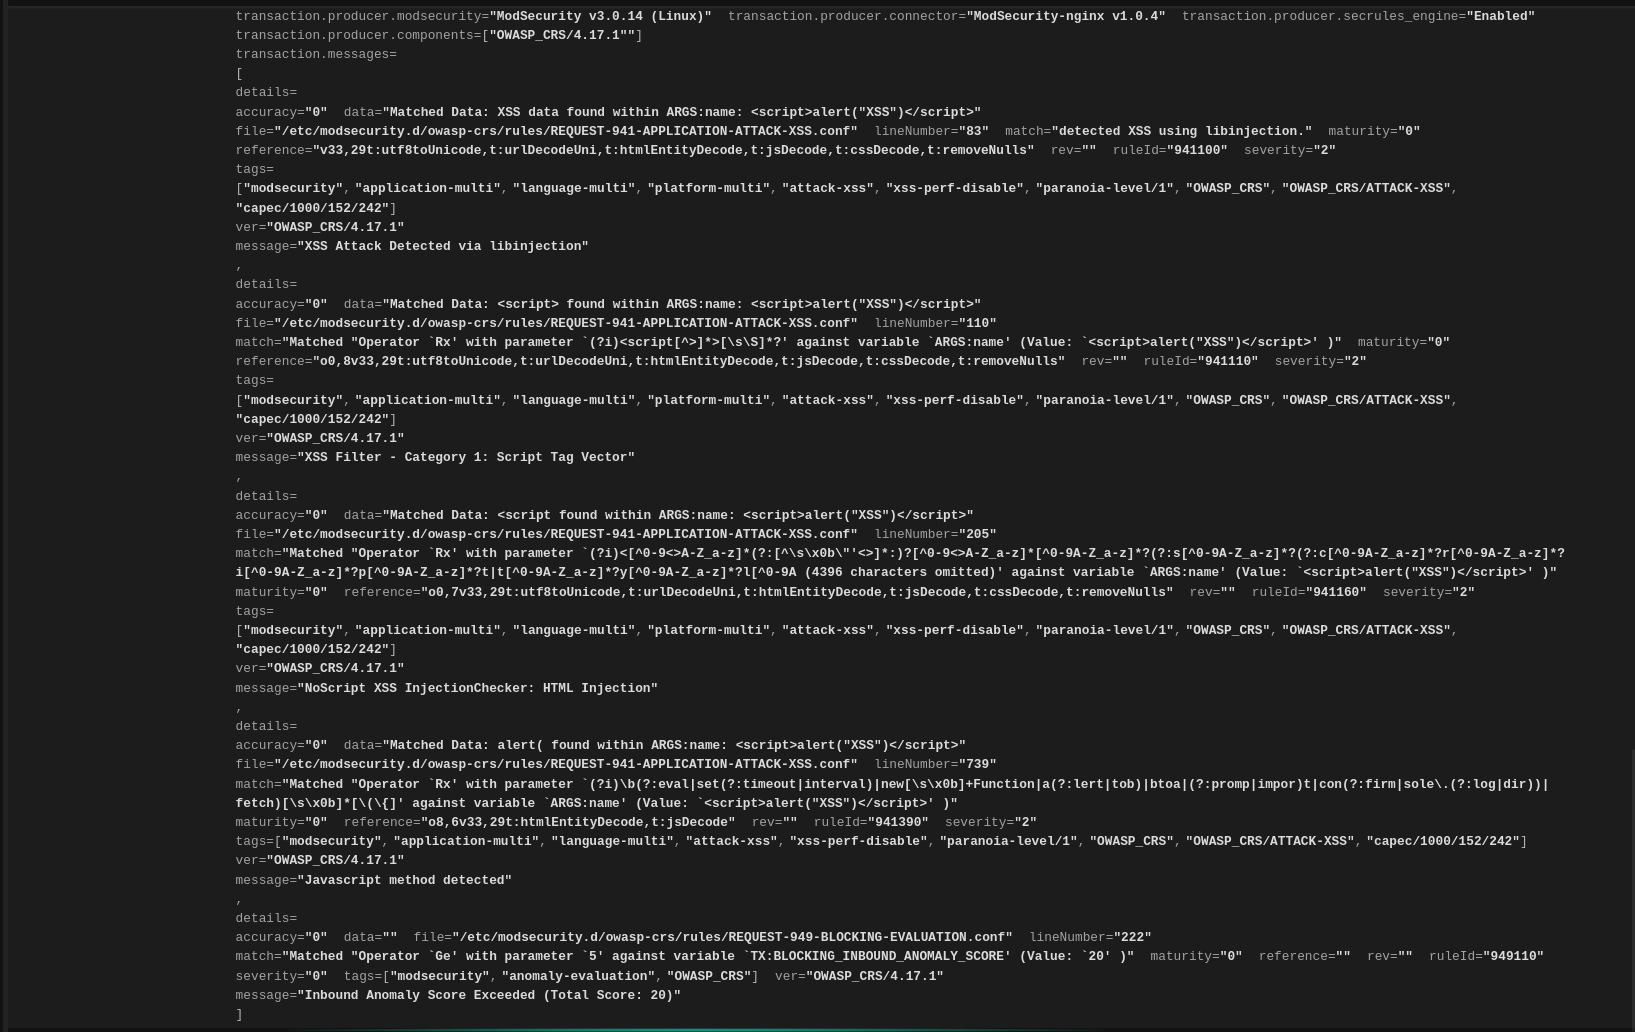 transaction.producer.modsecurity="ModSecurity v3.0.14 (Linux)" transaction.producer.connector="ModSecurity-nginx v1.0.4" transaction.producer.secrules_engine="Enabled"
transaction.producer.components=["OWASP_CRS/4.17.1""]
transaction.messages=
[
details=
accuracy="0" data="Matched Data: XSS data found within ARGS:name: <script>alert("XSS")</script>"
file="/etc/modsecurity.d/owasp-crs/rules/REQUEST-941-APPLICATION-ATTACK-XSS.conf" lineNumber="83" match="detected XSS using libinjection." maturity="0"
reference="v33,29t:utf8toUnicode,t:urlDecodeUni,t:htmlEntityDecode,t:jsDecode,t:cssDecode,t:removeNulls" rev="" ruleId="941100" severity="2"
tags=
["modsecurity", "application-multi", "language-multi", "platform-multi", "attack-xss", "xss-perf-disable", "paranoia-level/1", "OWASP_CRS", "OWASP_CRS/ATTACK-XSS",
"capec/1000/152/242"]
ver="OWASP_CRS/4.17.1"
message="XSS Attack Detected via libinjection"
,
details=
accuracy="0" data="Matched Data: <script> found within ARGS:name: <script>alert("XSS")</script>"
file="/etc/modsecurity.d/owasp-crs/rules/REQUEST-941-APPLICATION-ATTACK-XSS.conf" lineNumber="110"
match="Matched "Operator `Rx' with parameter `(?i)<script[^>]*>[\s\S]*?' against variable `ARGS:name' (Value: `<script>alert("XSS")</script>' )" maturity="0"
reference="o0,8v33,29t:utf8toUnicode,t:urlDecodeUni,t:htmlEntityDecode,t:jsDecode,t:cssDecode,t:removeNulls" rev="" ruleId="941110" severity="2"
tags=
["modsecurity", "application-multi", "language-multi", "platform-multi", "attack-xss", "xss-perf-disable", "paranoia-level/1", "OWASP_CRS", "OWASP_CRS/ATTACK-XSS",
"capec/1000/152/242"]
ver="OWASP_CRS/4.17.1"
message="XSS Filter - Category 1: Script Tag Vector"
,
details=
accuracy="0" data="Matched Data: <script found within ARGS:name: <script>alert("XSS")</script>"
file="/etc/modsecurity.d/owasp-crs/rules/REQUEST-941-APPLICATION-ATTACK-XSS.conf" lineNumber="205"
match="Matched "Operator `Rx' with parameter `(?i)<[^0-9<>A-Z_a-z]*(?:[^\s\x0b\"'<>]*:)?[^0-9<>A-Z_a-z]*[^0-9A-Z_a-z]*?(?:s[^0-9A-Z_a-z]*?(?:c[^0-9A-Z_a-z]*?r[^0-9A-Z_a-z]*?
i[^0-9A-Z_a-z]*?p[^0-9A-Z_a-z]*?t|t[^0-9A-Z_a-z]*?y[^0-9A-Z_a-z]*?l[^0-9A (4396 characters omitted)' against variable `ARGS:name' (Value: `<script>alert("XSS")</script>' )"
maturity="0" reference="o0,7v33,29t:utf8toUnicode,t:urlDecodeUni,t:htmlEntityDecode,t:jsDecode,t:cssDecode,t:removeNulls" rev="" ruleId="941160" severity="2"
tags=
["modsecurity", "application-multi", "language-multi", "platform-multi", "attack-xss", "xss-perf-disable", "paranoia-level/1", "OWASP_CRS", "OWASP_CRS/ATTACK-XSS",
"capec/1000/152/242"]
ver="OWASP_CRS/4.17.1"
message="NoScript XSS InjectionChecker: HTML Injection"
,
details=
accuracy="0" data="Matched Data: alert( found within ARGS:name: <script>alert("XSS")</script>"
file="/etc/modsecurity.d/owasp-crs/rules/REQUEST-941-APPLICATION-ATTACK-XSS.conf" lineNumber="739"
match="Matched "Operator `Rx' with parameter `(?i)\b(?:eval|set(?:timeout|interval)|new[\s\x0b]+Function|a(?:lert|tob)|btoa|(?:promp|impor)t|con(?:firm|sole\.(?:log|dir))|
fetch)[\s\x0b]*[\(\{]' against variable `ARGS:name' (Value: `<script>alert("XSS")</script>' )"
maturity="0" reference="o8,6v33,29t:htmlEntityDecode,t:jsDecode" rev="" ruleId="941390" severity="2"
tags=["modsecurity", "application-multi", "language-multi", "attack-xss", "xss-perf-disable", "paranoia-level/1", "OWASP_CRS", "OWASP_CRS/ATTACK-XSS", "capec/1000/152/242"]
ver="OWASP_CRS/4.17.1"
message="Javascript method detected"
,
details=
accuracy="0" data="" file="/etc/modsecurity.d/owasp-crs/rules/REQUEST-949-BLOCKING-EVALUATION.conf" lineNumber="222"
match="Matched "Operator `Ge' with parameter `5' against variable `TX:BLOCKING_INBOUND_ANOMALY_SCORE' (Value: `20' )" maturity="0" reference="" rev="" ruleId="949110"
severity="0" tags=["modsecurity", "anomaly-evaluation", "OWASP_CRS"] ver="OWASP_CRS/4.17.1"
message="Inbound Anomaly Score Exceeded (Total Score: 20)"
]